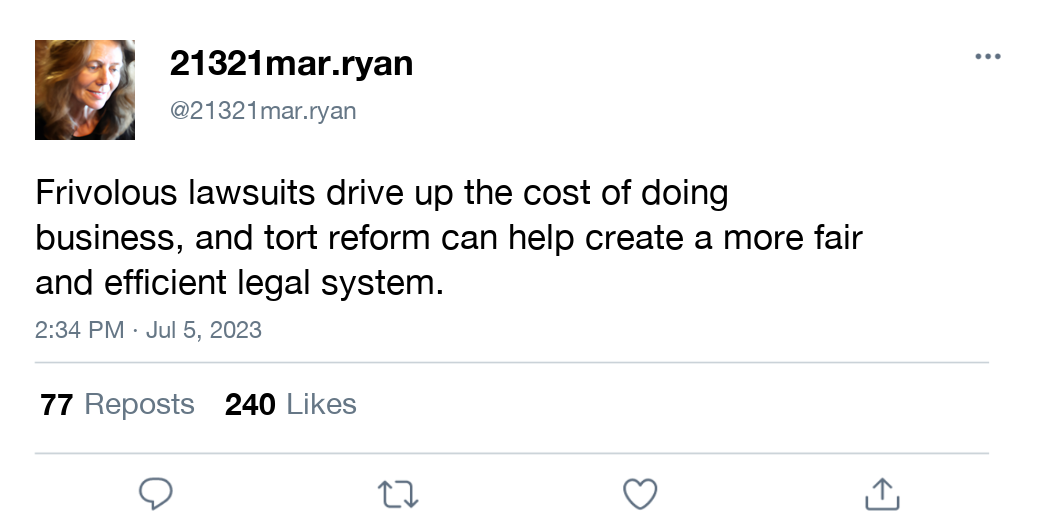 21321mar.ryan
@21321mar.ryan
Frivolous lawsuits drive up the cost of doing
business, and tort reform can help create a more fair
and efficient legal system.
2:34 PM · Jul 5, 2023
77 Reposts 240 Likes